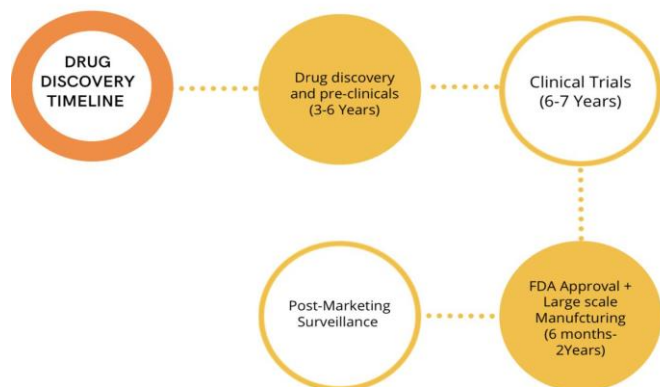 DRUG
DISCOVERY
TIMELINE
Drug discovery
and pre-clinicals
(3-6 Years)
Clinical Trials
(6-7 Years)
FDA Approval +
Large scale
Manufcturing
(6 months-
2Years)
Post-Marketing
Surveillance